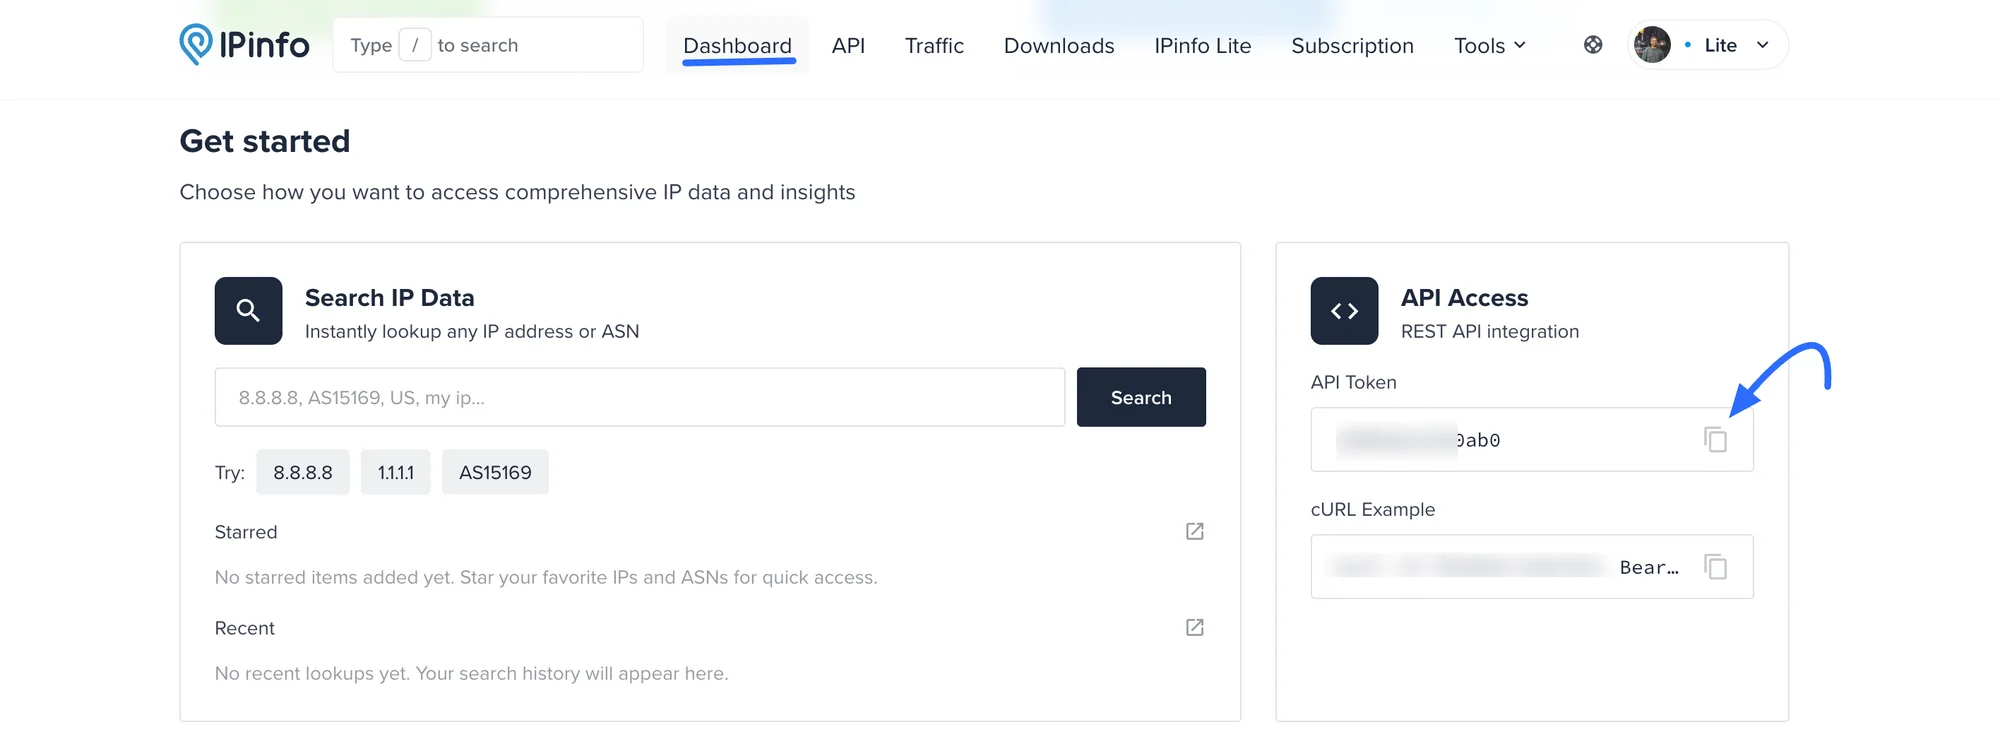 IPinfo
Type / to search
Dashboard
API
Traffic
Downloads
IPinfo Lite
Subscription
Tools
Lite
Get started
Choose how you want to access comprehensive IP data and insights
Search IP Data
Instantly lookup any IP address or ASN
8.8.8.8, AS15169, US, my ip...
Search
Try: 8.8.8.8 1.1.1.1 AS15169
Starred
No starred items added yet. Star your favorite IPs and ASNs for quick access.
Recent
No recent lookups yet. Your search history will appear here.
API Access
REST API integration
API Token
0ab0
cURL Example
Bear…